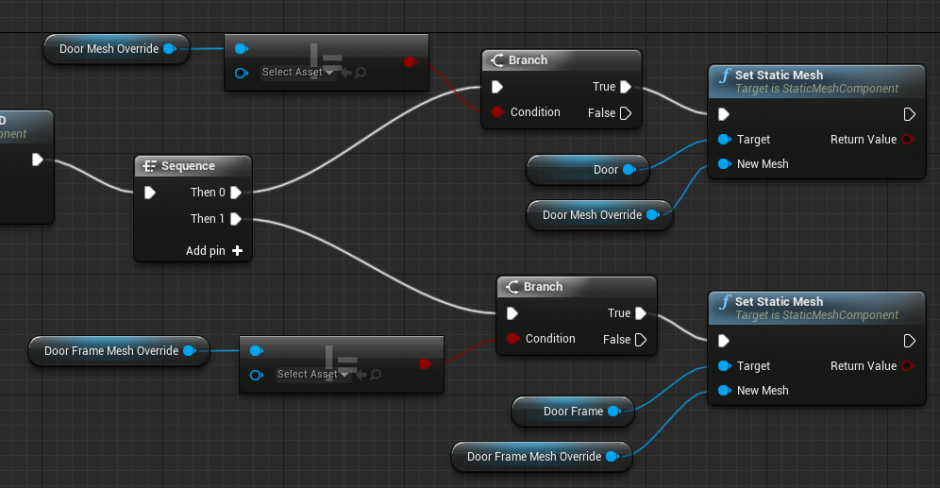 Door Mesh Override
!=
Select Asset
Branch
True
Condition
False
Set Static Mesh
Target is StaticMeshComponent
Target
Return Value
New Mesh
Door
Door Mesh Override
D
onent
Sequence
Then 0
Then 1
Add pin
Branch
True
Condition
False
Set Static Mesh
Target is StaticMeshComponent
Target
Return Value
New Mesh
Door Frame Mesh Override
!=
Select Asset
Door Frame
Door Frame Mesh Override